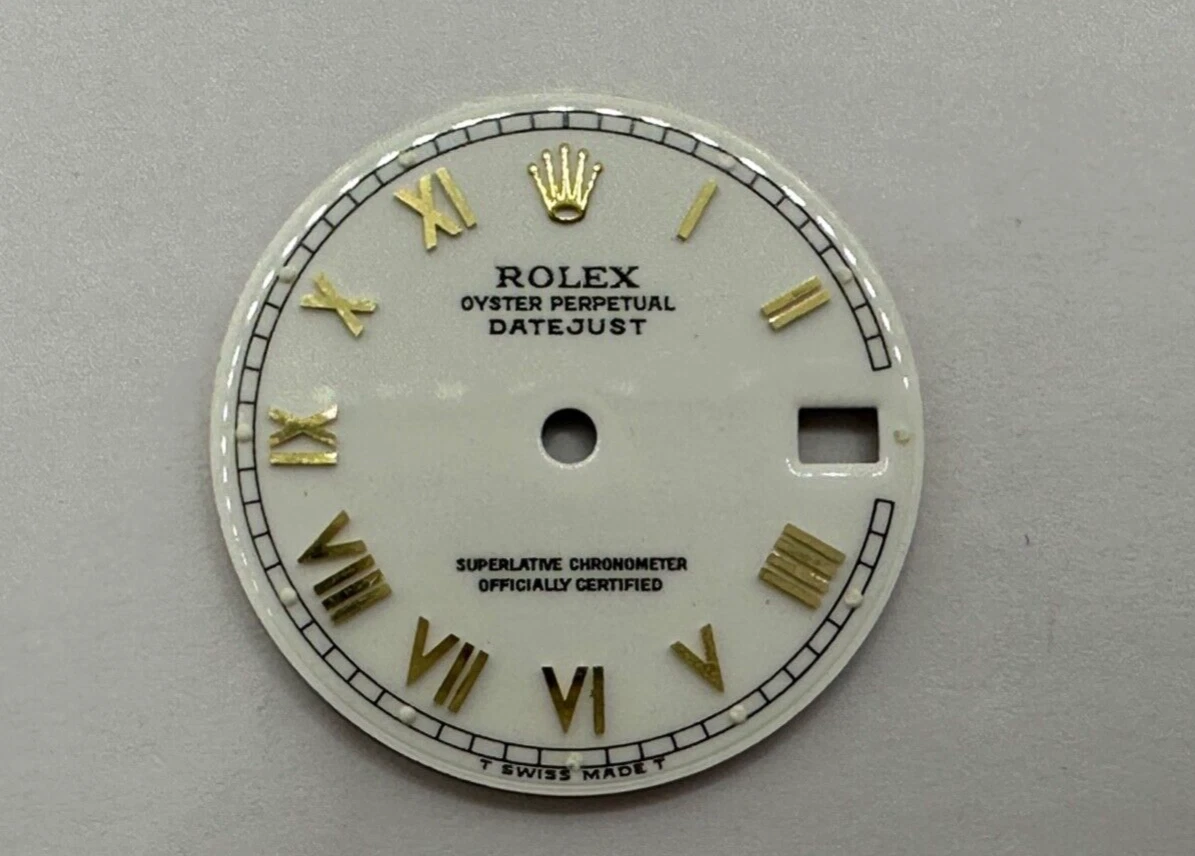 ROLEX
OYSTER PERPETUAL
DATEJUST
I
II
IIII
V
VI
VII
VIII
IX
X
XI
SUPERLATIVE CHRONOMETER
OFFICIALLY CERTIFIED
T SWISS MADE T